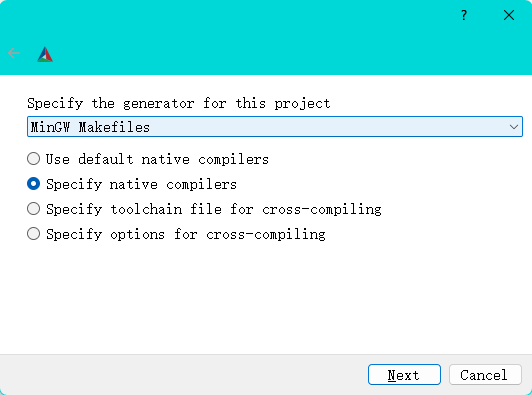 ?
Specify the generator for this project
MinGW Makefiles
Use default native compilers
Specify native compilers
Specify toolchain file for cross-compiling
Specify options for cross-compiling
Next
Cancel